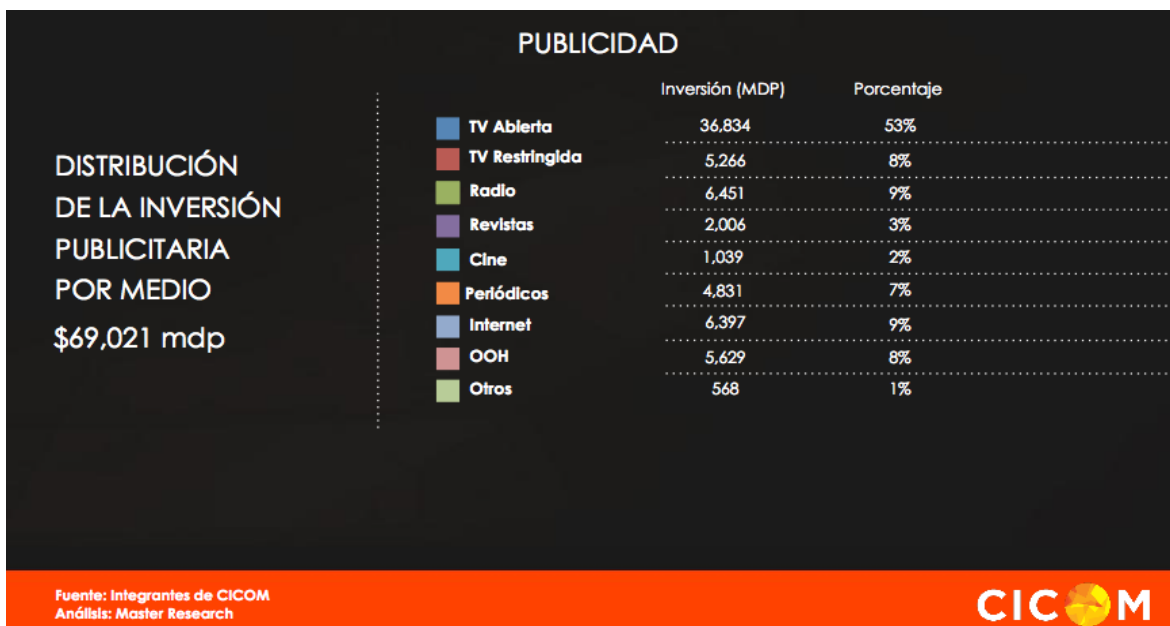 PUBLICIDAD
DISTRIBUCIÓN
DE LA INVERSIÓN
PUBLICITARIA
POR MEDIO
$69,021 mdp
Inversión (MDP) Porcentaje
TV Abierta 36,834 53%
TV Restringida 5,266 8%
Radio 6,451 9%
Revistas 2,006 3%
Cine 1,039 2%
Periódicos 4,831 7%
Internet 6,397 9%
OOH 5,629 8%
Otros 568 1%
Fuente: Integrantes de CICOM
Análisis: Master Research
CICOM